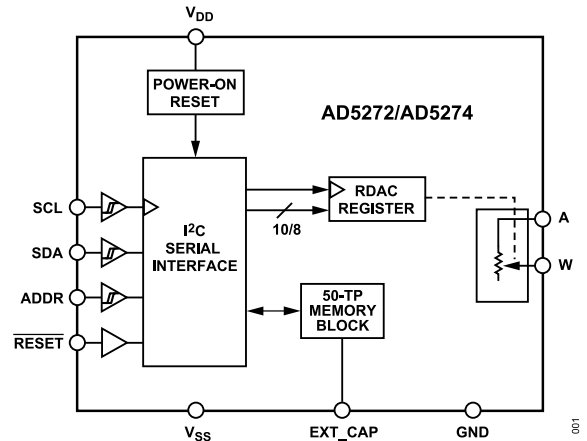 VDD
POWER-ON
RESET
AD5272/AD5274
SCL
SDA
ADDR
RESET
I2C
SERIAL
INTERFACE
10/8
RDAC
REGISTER
A
W
50-TP
MEMORY
BLOCK
VSS
EXT_CAP
GND
001